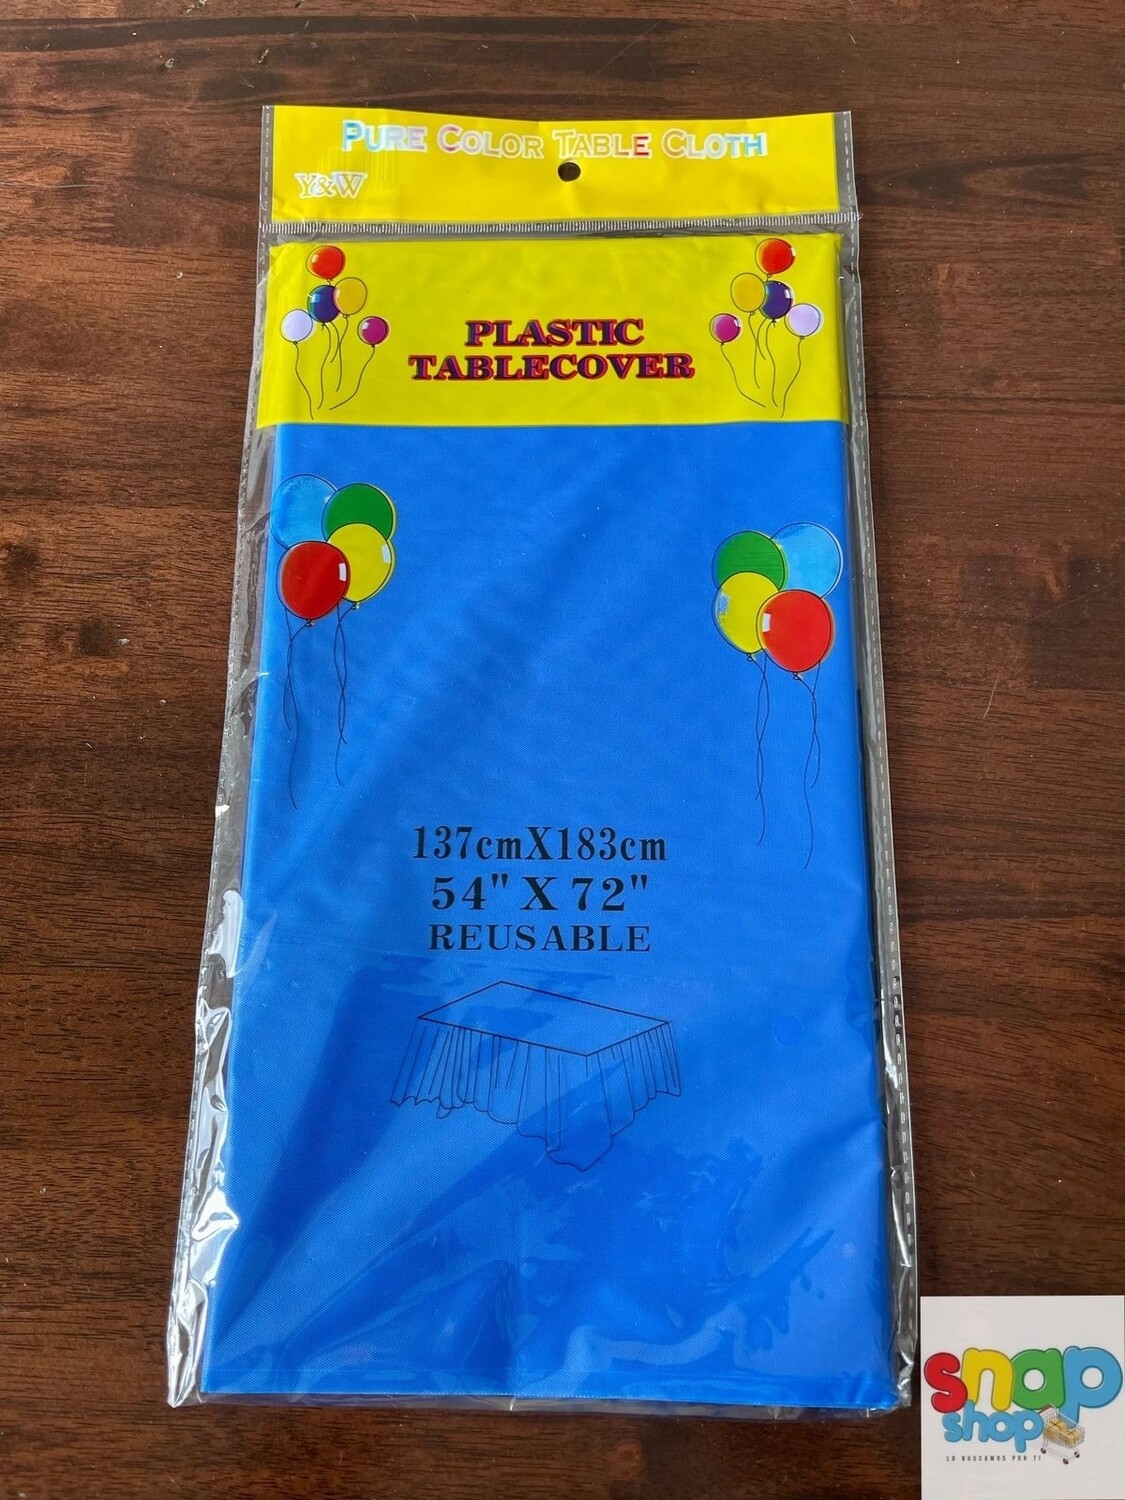 PURE COLOR TABLE CLOTH
Y&W
PLASTIC
TABLECOVER
137cmX183cm
54" X 72"
REUSABLE
snap
shop
LO BUSCAMOS POR TI